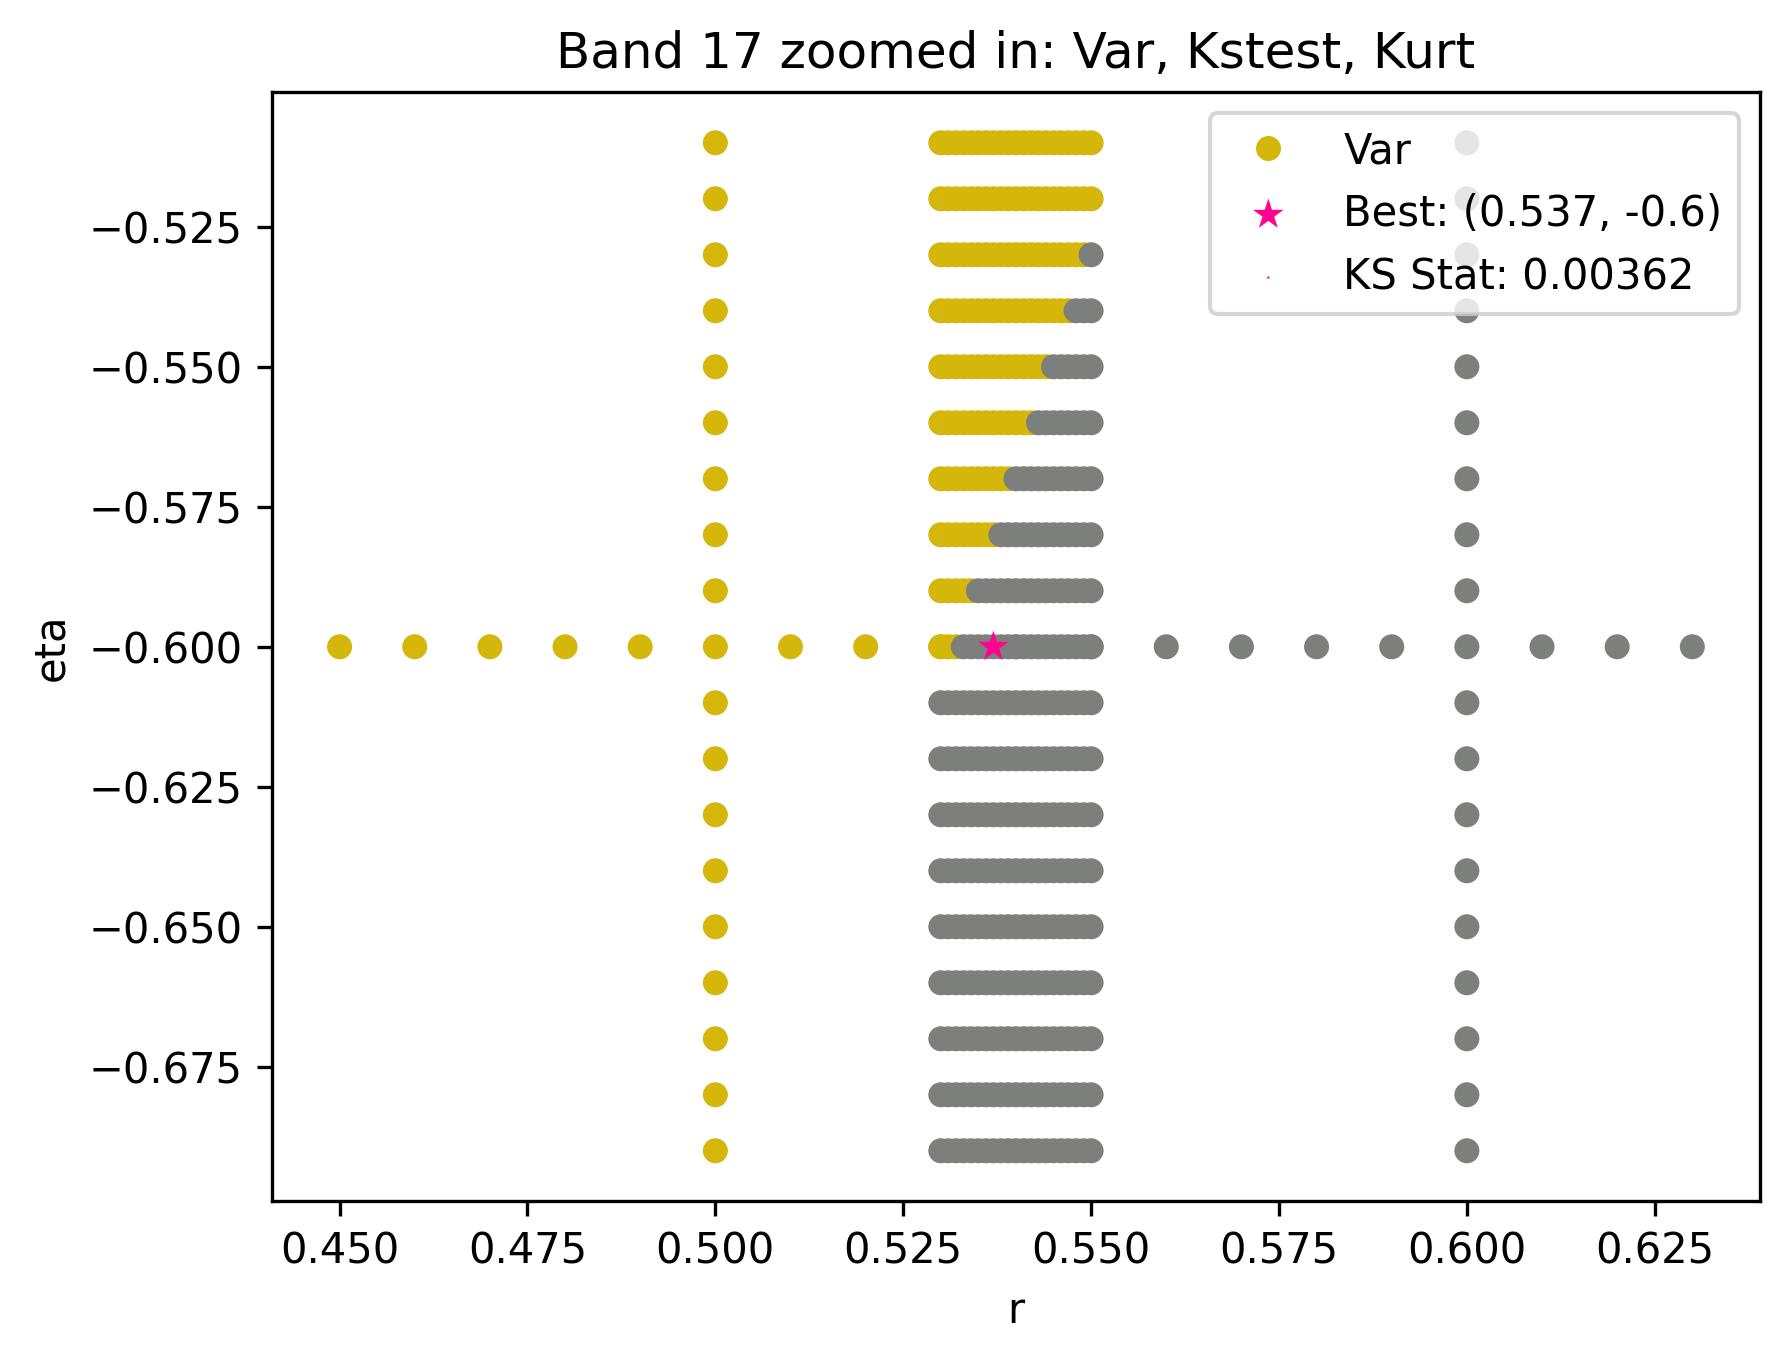 Band 17 zoomed in: Var, Kstest, Kurt
Var
Best: (0.537, -0.6)
KS Stat: 0.00362
eta
−0.525
−0.550
−0.575
−0.600
−0.625
−0.650
−0.675
0.450 0.475 0.500 0.525 0.550 0.575 0.600 0.625
r